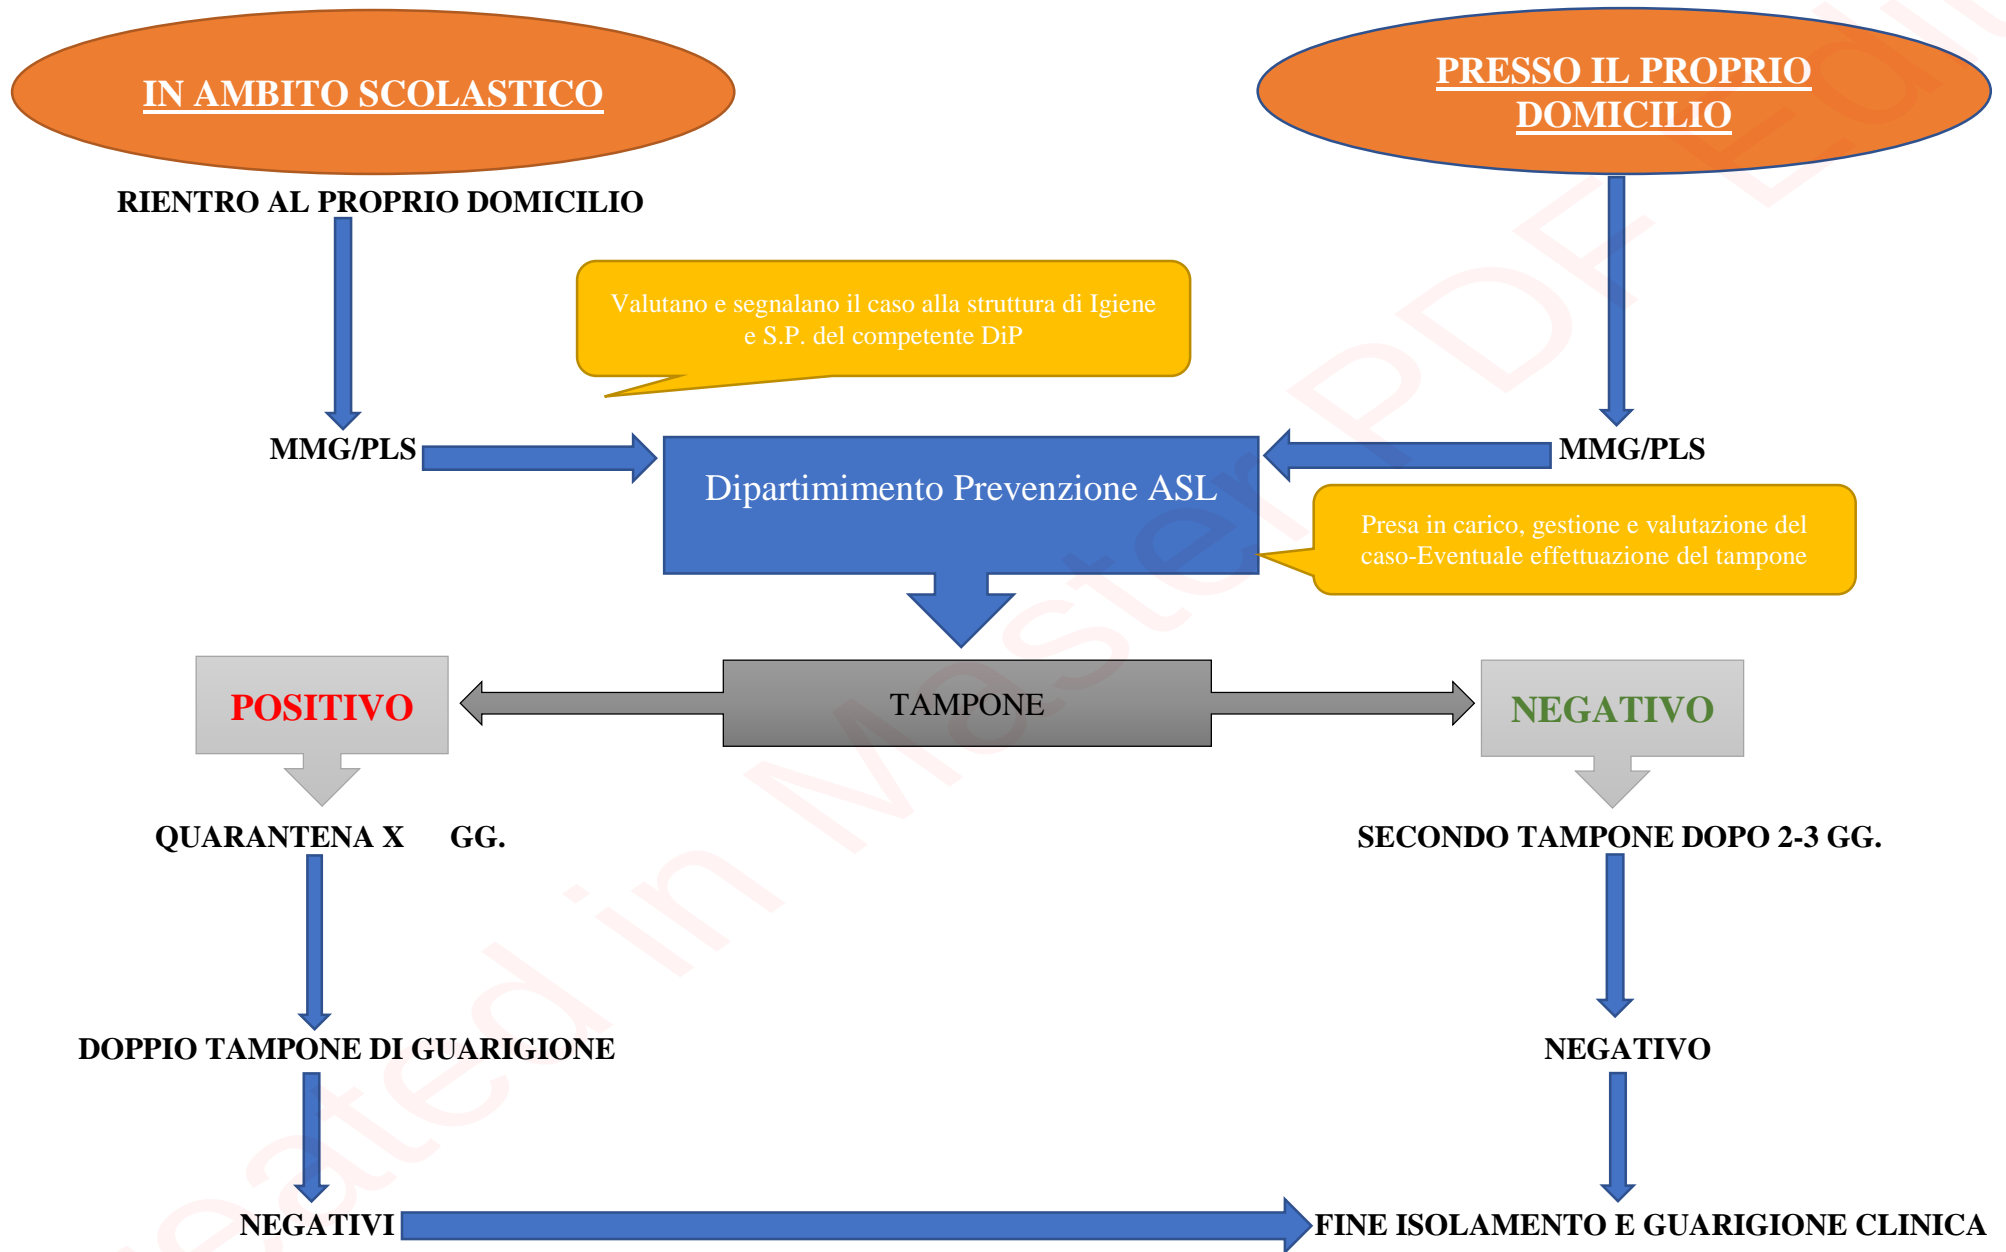 IN AMBITO SCOLASTICO
PRESSO IL PROPRIO
DOMICILIO
RIENTRO AL PROPRIO DOMICILIO
Valutano e segnalano il caso alla struttura di Igiene
e S.P. del competente DiP
MMG/PLS
Dipartimimento Prevenzione ASL
MMG/PLS
Presa in carico, gestione e valutazione del
caso-Eventuale effettuazione del tampone
POSITIVO
TAMPONE
NEGATIVO
QUARANTENA X GG.
SECONDO TAMPONE DOPO 2-3 GG.
DOPPIO TAMPONE DI GUARIGIONE
NEGATIVO
NEGATIVI
FINE ISOLAMENTO E GUARIGIONE CLINICA
in Master PDF